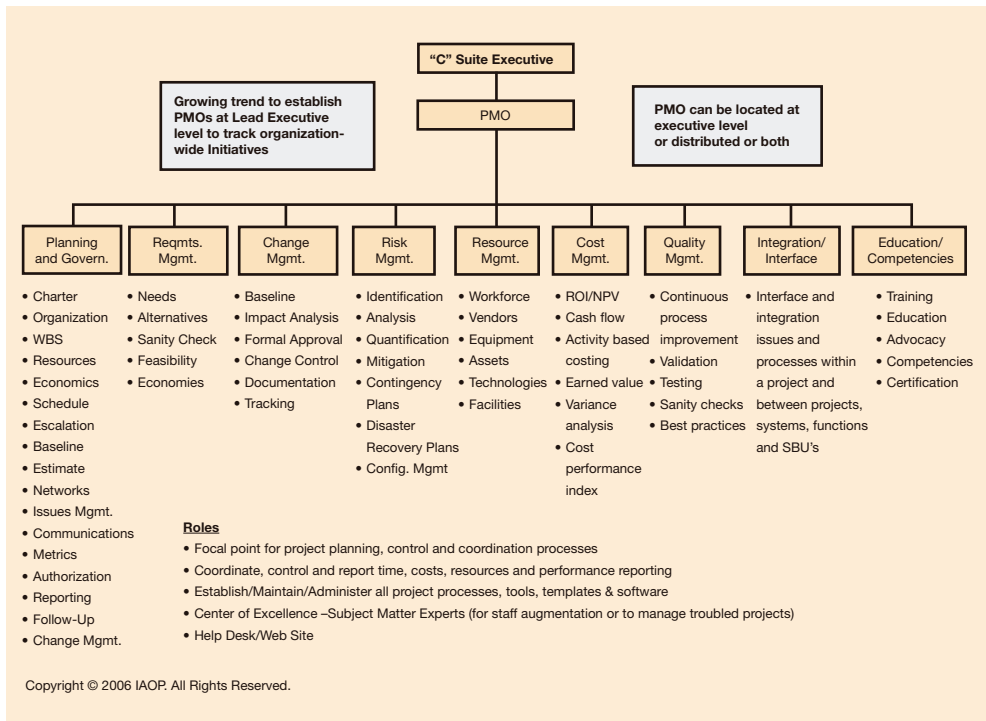 “C” Suite Executive
Growing trend to establish
PMOs at Lead Executive
level to track organization-
wide Initiatives
PMO
PMO can be located at
executive level
or distributed or both
Planning
and Govern.
• Charter
• Organization
• WBS
• Resources
• Economics
• Schedule
• Escalation
• Baseline
• Estimate
• Networks
• Issues Mgmt.
• Communications
• Metrics
• Authorization
• Reporting
• Follow-Up
• Change Mgmt.
Reqmts.
Mgmt.
• Needs
• Alternatives
• Sanity Check
• Feasibility
• Economies
Change
Mgmt.
• Baseline
• Impact Analysis
• Formal Approval
• Change Control
• Documentation
• Tracking
Risk
Mgmt.
• Identification
• Analysis
• Quantification
• Mitigation
• Contingency
Plans
• Disaster
Recovery Plans
• Config. Mgmt
Resource
Mgmt.
• Workforce
• Vendors
• Equipment
• Assets
• Technologies
• Facilities
Cost
Mgmt.
• ROI/NPV
• Cash flow
• Activity based
costing
• Earned value
• Variance
analysis
• Cost
performance
index
Quality
Mgmt.
• Continuous
process
improvement
• Validation
• Testing
• Sanity checks
• Best practices
Integration/
Interface
• Interface and
integration
issues and
processes within
a project and
between projects,
systems, functions
and SBU’s
Education/
Competencies
• Training
• Education
• Advocacy
• Competencies
• Certification
Roles
• Focal point for project planning, control and coordination processes
• Coordinate, control and report time, costs, resources and performance reporting
• Establish/Maintain/Administer all project processes, tools, templates & software
• Center of Excellence –Subject Matter Experts (for staff augmentation or to manage troubled projects)
• Help Desk/Web Site
Copyright © 2006 IAOP. All Rights Reserved.